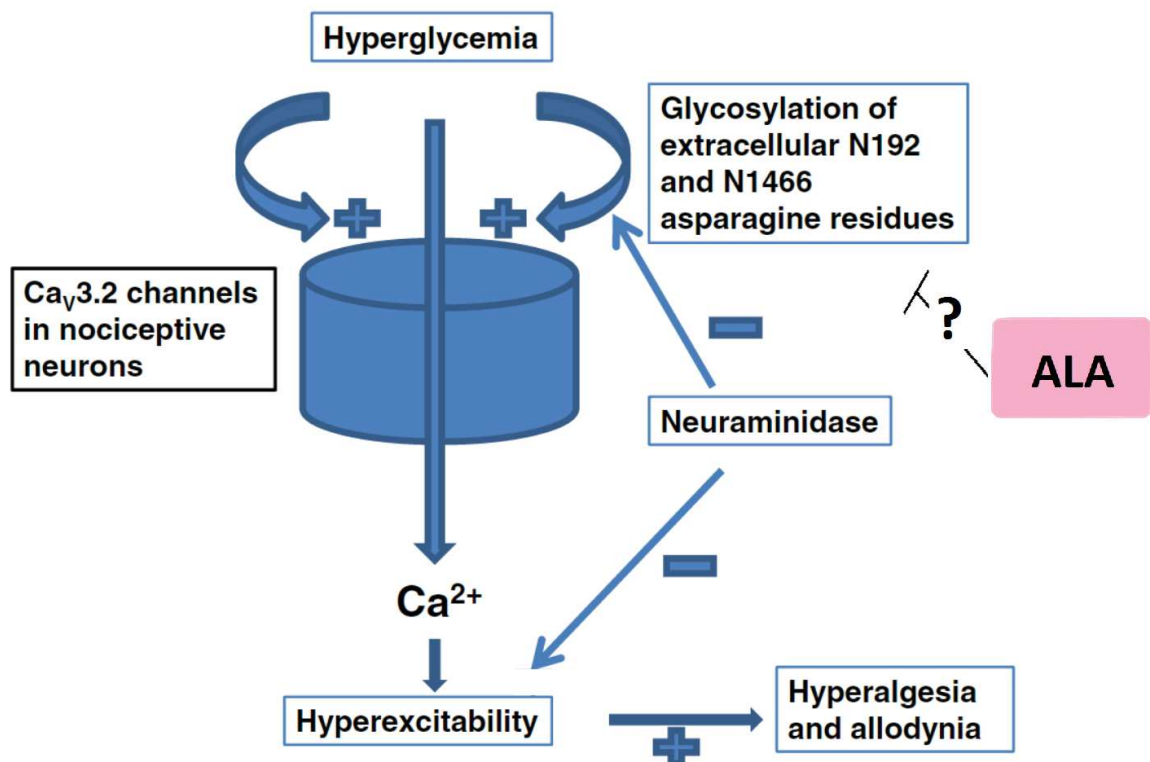 Hyperglycemia
Glycosylation of
extracellular N192
and N1466
asparagine residues
Ca_V3.2 channels
in nociceptive
neurons
?
ALA
Neuraminidase
Ca²⁺
Hyperexcitability
Hyperalgesia
and allodynia